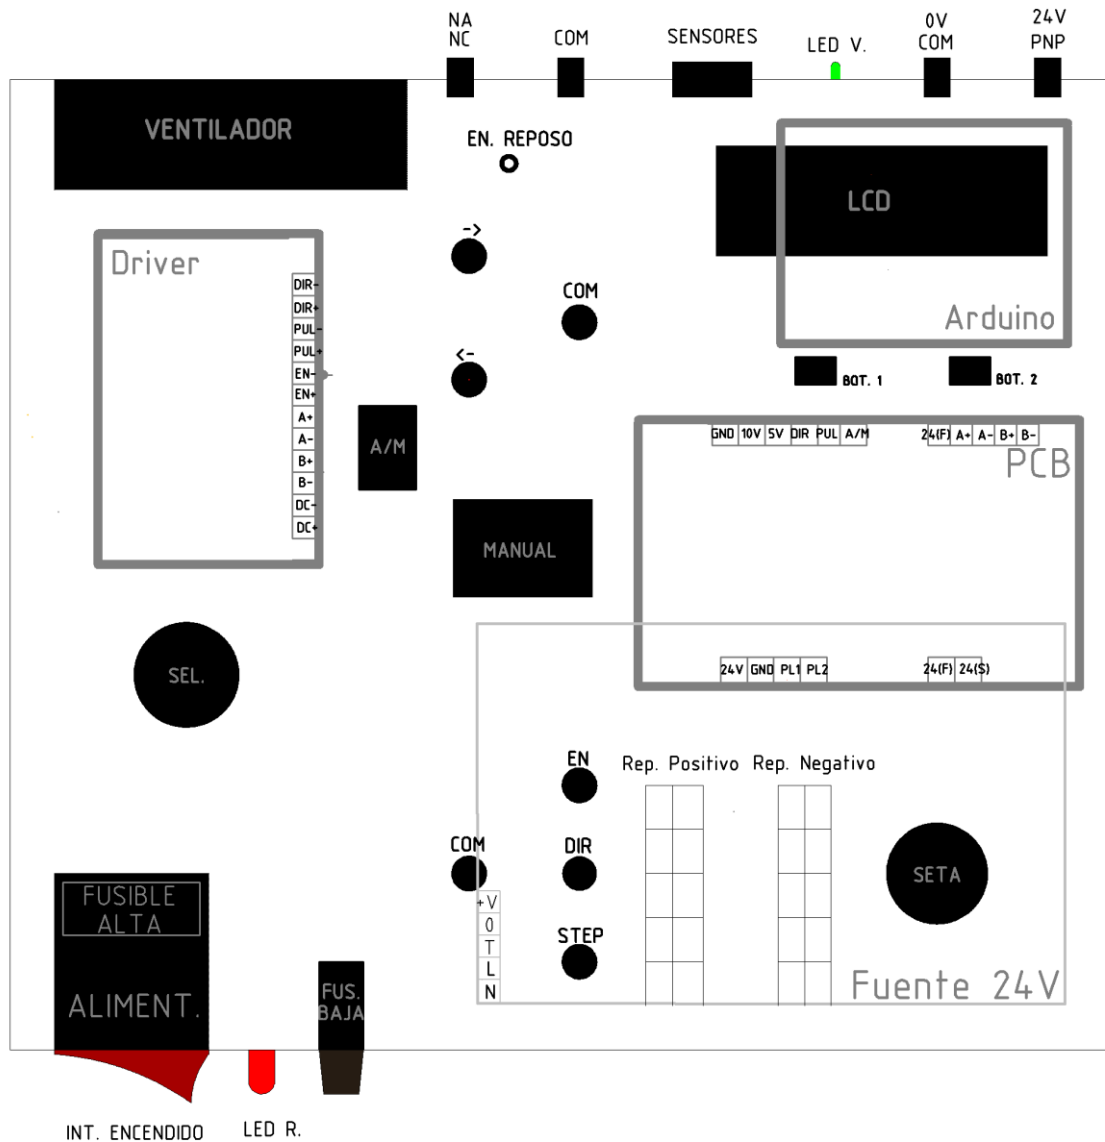 NA
NC
COM
SENSORES
LED V.
0V
COM
24V
PNP
VENTILADOR
EN. REPOSO
LCD
->
Driver
COM
Arduino
<-
DIR-
DIR+
PUL-
PUL+
EN-
EN+
A+
A-
B+
B-
DC-
DC+
BOT. 1
BOT. 2
A/M
GND 10V 5V DIR PUL A/M
24(F) A+ A- B+ B-
PCB
MANUAL
SEL.
24V GND PL1 PL2
24(F) 24(S)
EN
Rep. Positivo
Rep. Negativo
COM
DIR
SETA
FUSIBLE
ALTA
+V
0
T
L
N
STEP
ALIMENT.
FUS.
BAJA
Fuente 24V
INT. ENCENDIDO
LED R.